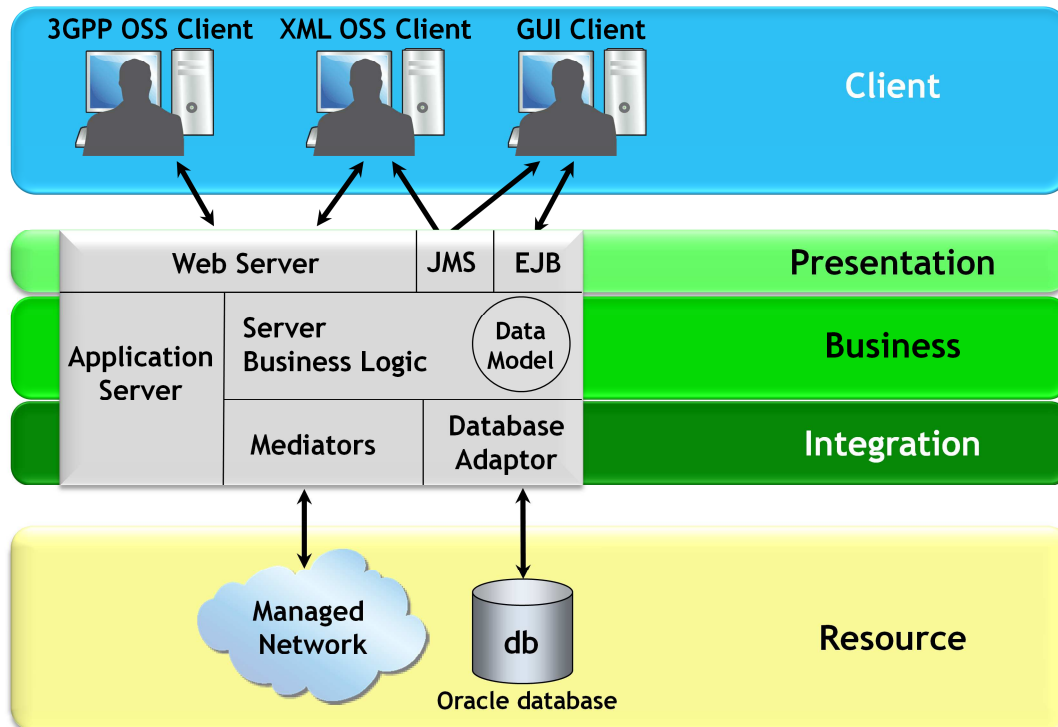 3GPP OSS Client
XML OSS Client
GUI Client
Client
Web Server
JMS
EJB
Presentation
Application
Server
Server
Business Logic
Data
Model
Business
Mediators
Database
Adaptor
Integration
Managed
Network
db
Oracle database
Resource